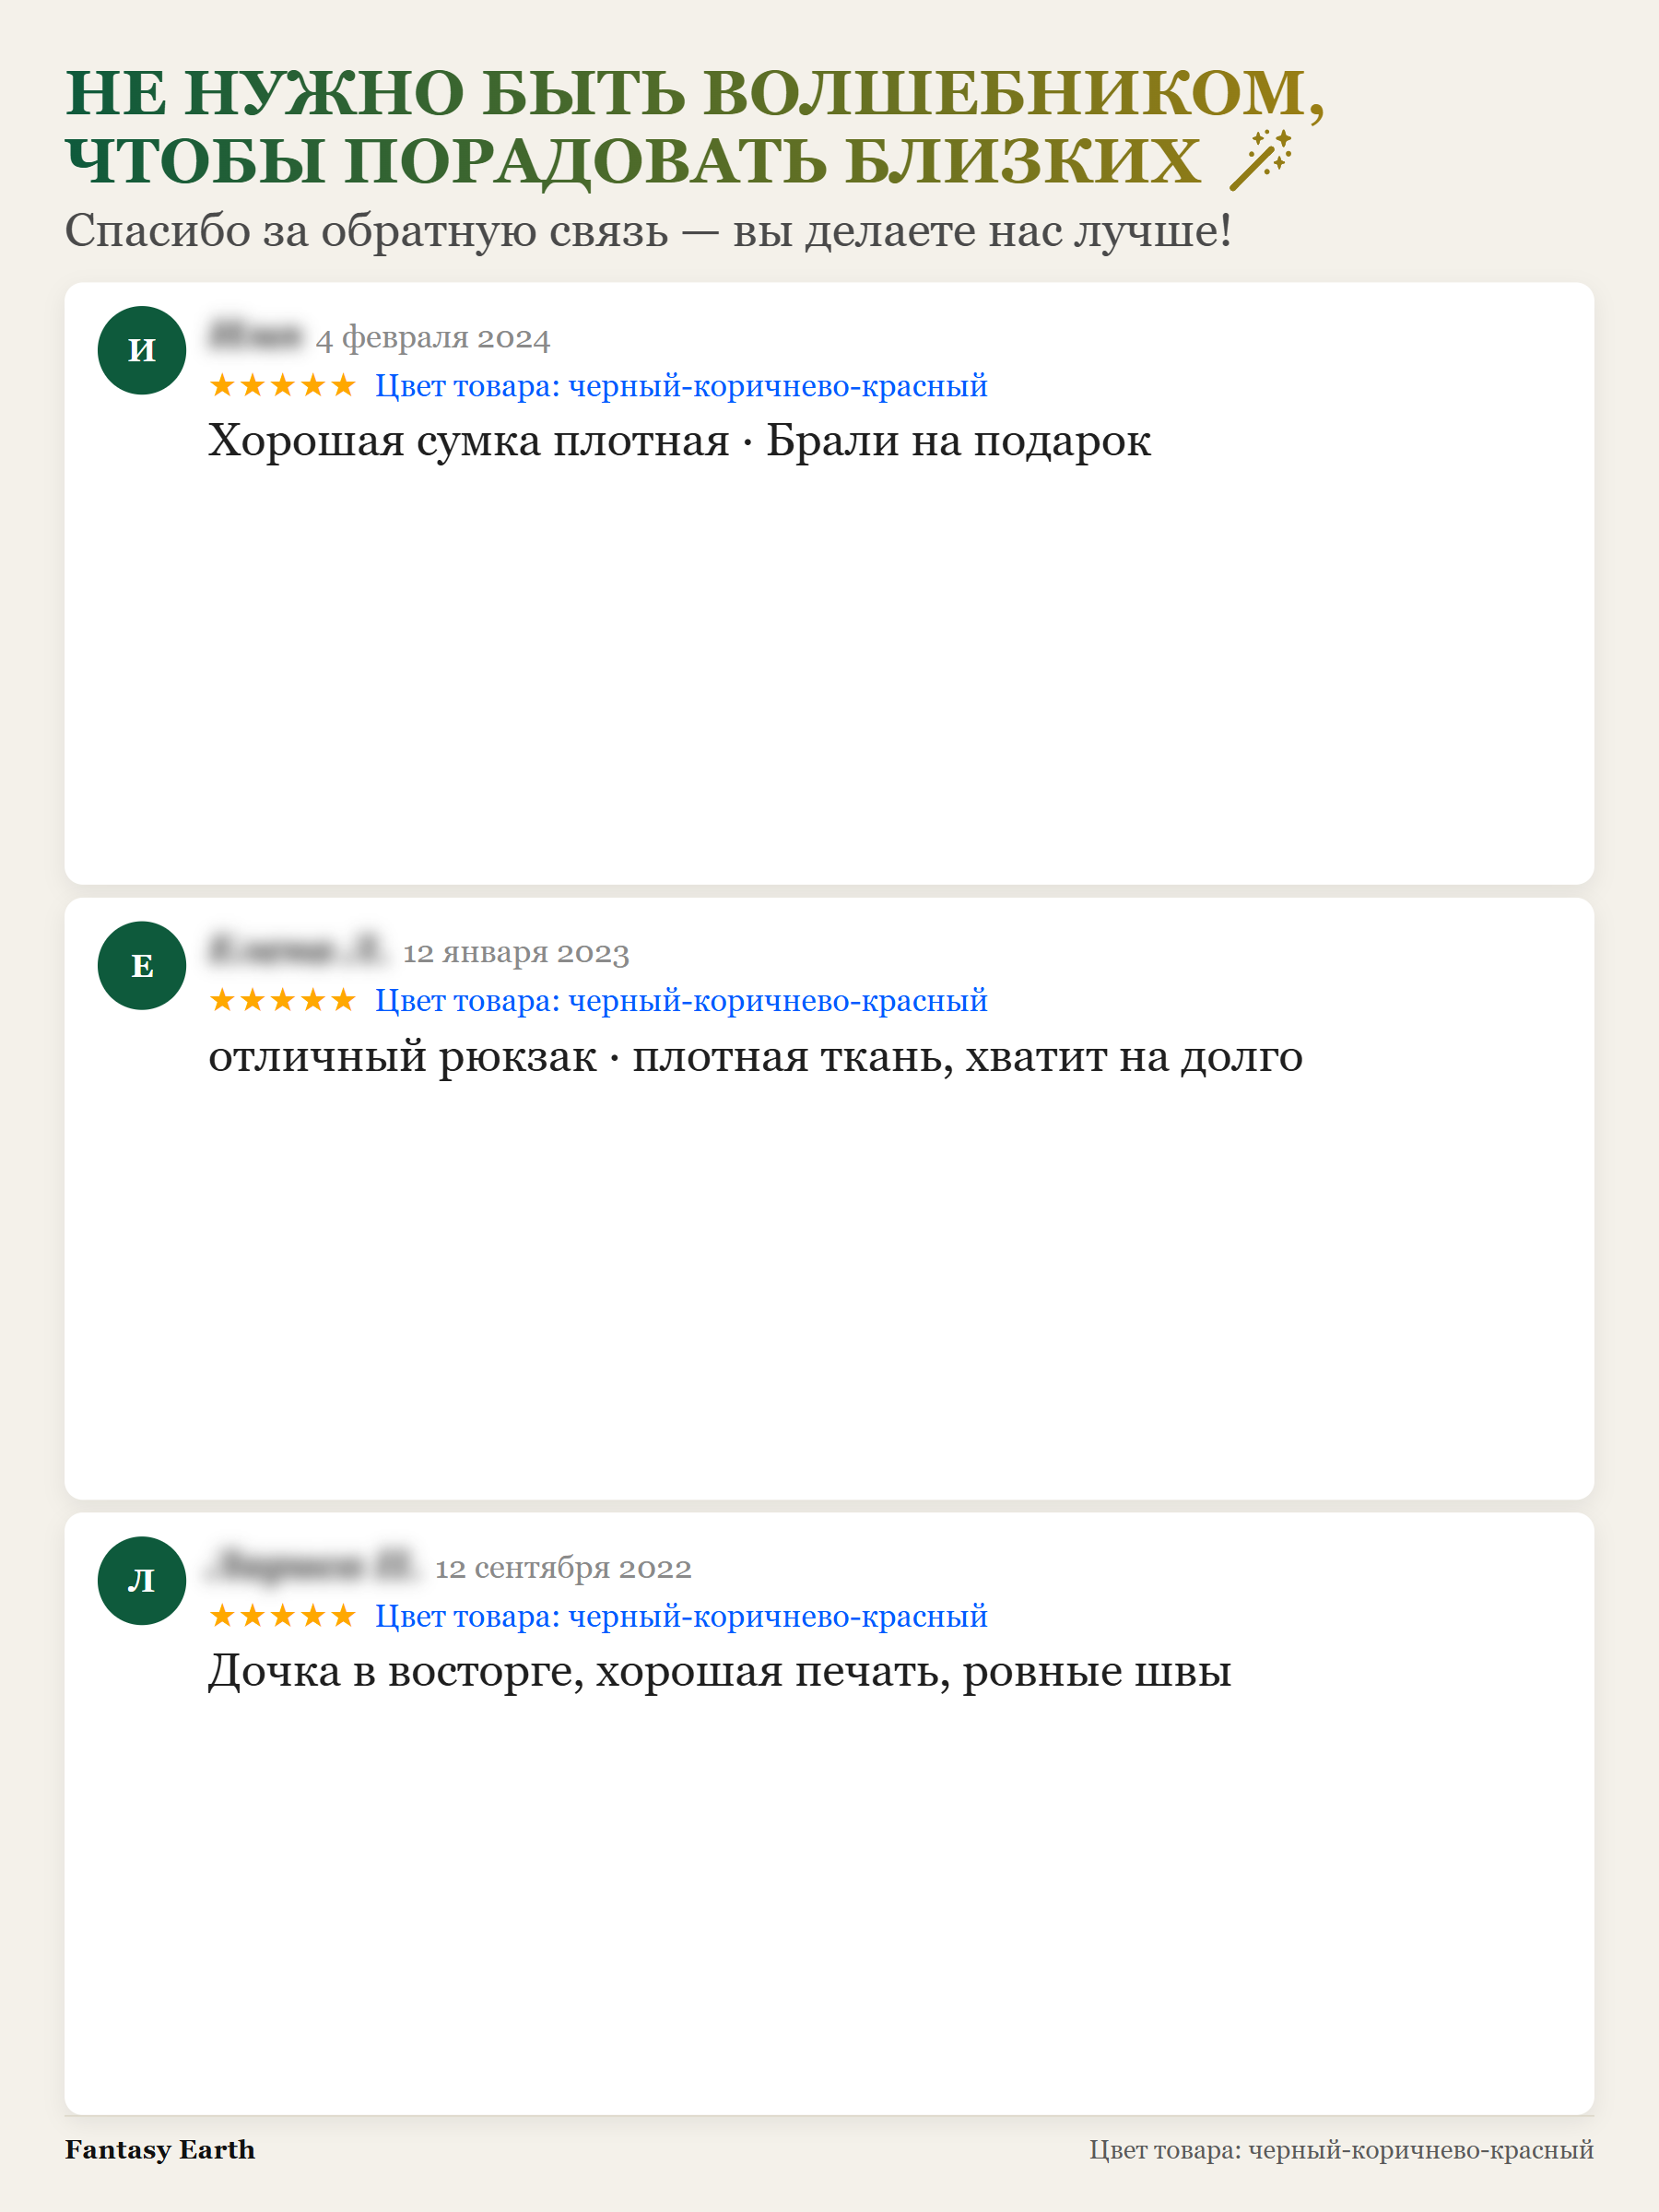 НЕ НУЖНО БЫТЬ ВОЛШЕБНИКОМ,
ЧТОБЫ ПОРАДОВАТЬ БЛИЗКИХ
Спасибо за обратную связь — вы делаете нас лучше!
И
4 февраля 2024
★★★★★ Цвет товара: черный-коричнево-красный
Хорошая сумка плотная · Брали на подарок
Е
12 января 2023
★★★★★ Цвет товара: черный-коричнево-красный
отличный рюкзак · плотная ткань, хватит на долго
Л
12 сентября 2022
★★★★★ Цвет товара: черный-коричнево-красный
Дочка в восторге, хорошая печать, ровные швы
Fantasy Earth
Цвет товара: черный-коричнево-красный